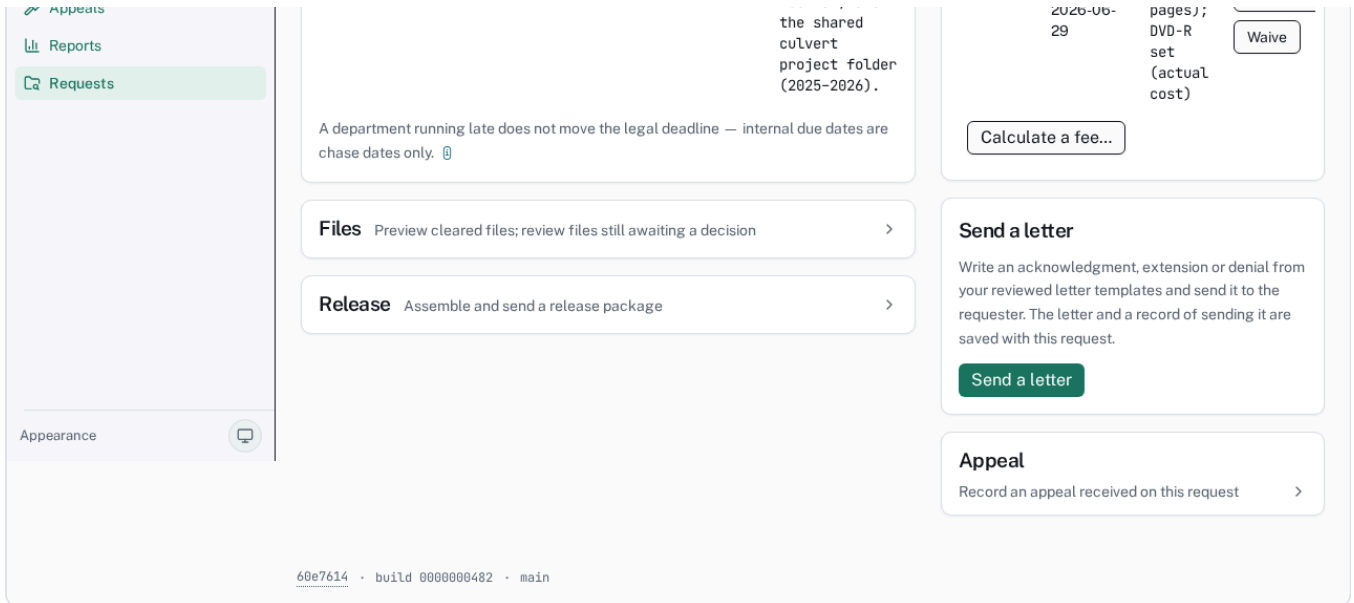 Appeals
Reports
Requests
Appearance
the shared
culvert
project folder
(2025–2026).
A department running late does not move the legal deadline — internal due dates are
chase dates only.
Files Preview cleared files; review files still awaiting a decision
Release Assemble and send a release package
2026-06-
29
pages);
DVD-R
set
(actual
cost)
Waive
Calculate a fee...
Send a letter
Write an acknowledgment, extension or denial from
your reviewed letter templates and send it to the
requester. The letter and a record of sending it are
saved with this request.
Send a letter
Appeal
Record an appeal received on this request
60e7614 · build 0000000482 · main